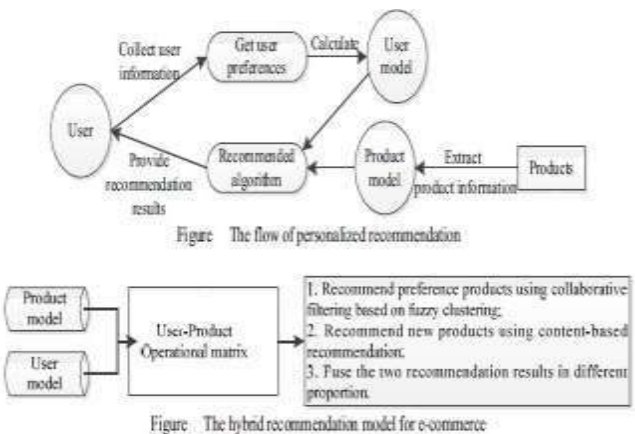 Collect user
information
Get user
preferences
Calculate
User
model
User
Provide
recommendation
results
Recommended
algorithm
Product
model
Extract
product information
Products
Figure The flow of personalized recommendation
Product
model
User
model
User-Product
Operational matrix
1. Recommend preference products using collaborative
filtering based on fuzzy clustering;
2. Recommend new products using content-based
recommendation;
3. Fuse the two recommendation results in different
proportion.
Figure The hybrid recommendation model for e-commerce